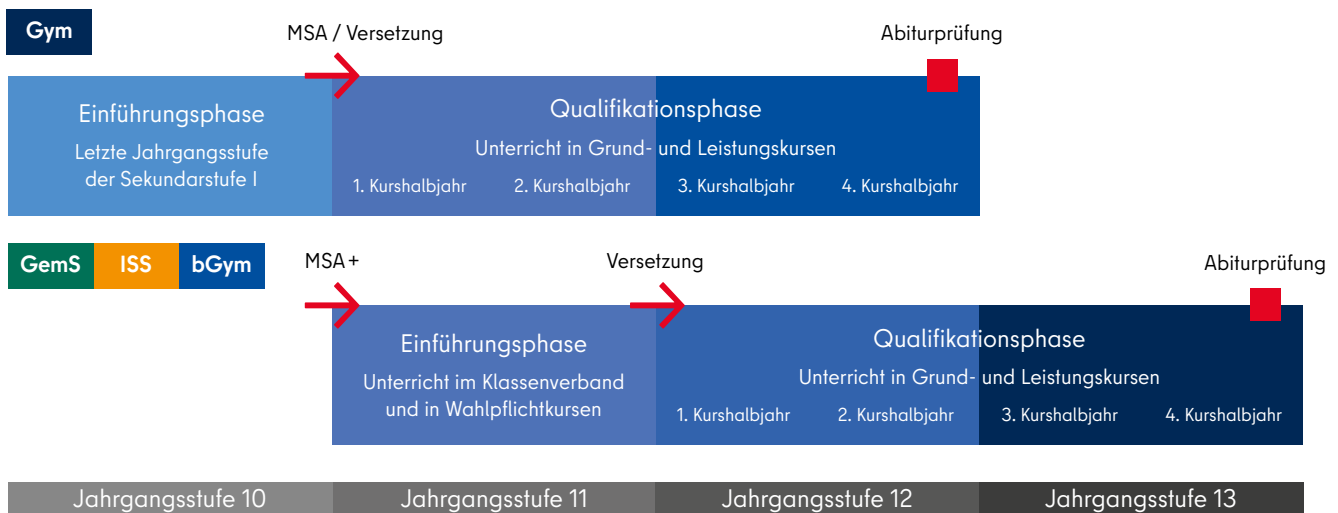 Gym
MSA / Versetzung
Abiturprüfung
Einführungsphase
Letzte Jahrgangsstufe
der Sekundarstufe I
Qualifikationsphase
Unterricht in Grund- und Leistungskursen
1. Kurshalbjahr 2. Kurshalbjahr 3. Kurshalbjahr 4. Kurshalbjahr
GemS ISS bGym
MSA+
Versetzung
Abiturprüfung
Einführungsphase
Unterricht im Klassenverband
und in Wahlpflichtkursen
Qualifikationsphase
Unterricht in Grund- und Leistungskursen
1. Kurshalbjahr 2. Kurshalbjahr 3. Kurshalbjahr 4. Kurshalbjahr
Jahrgangsstufe 10 Jahrgangsstufe 11 Jahrgangsstufe 12 Jahrgangsstufe 13